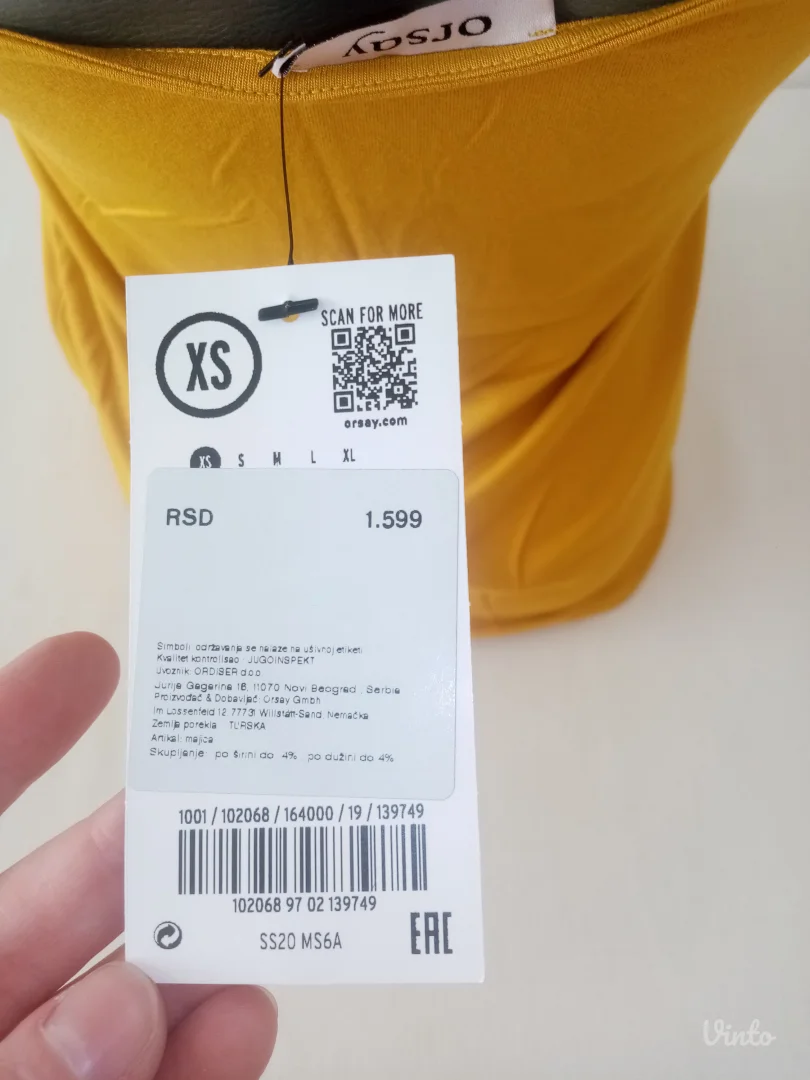 orsay
XS
SCAN FOR MORE
orsay.com
XS S M L XL
RSD 1.599
Simboli održavanja se nalaze na ušivnoj etiketi
Kvalitet kontrolisao: JUGOINSPEKT
Uvoznik: ORDISER d.o.o
Jurija Gagarina 16, 11070 Novi Beograd, Serbia
Proizvođač & Dobavljač: Orsay Gmbh
Im Lossenfeld 12 77731 Willstätt-Sand, Nemačka
Zemlja porekla: TURSKA
Artikal: majica
Skupljanje: po širini do 4% po dužini do 4%
1001 / 102068 / 164000 / 19 / 139749
102068 97 02 139749
SS20 MS6A
EAC
Vinto